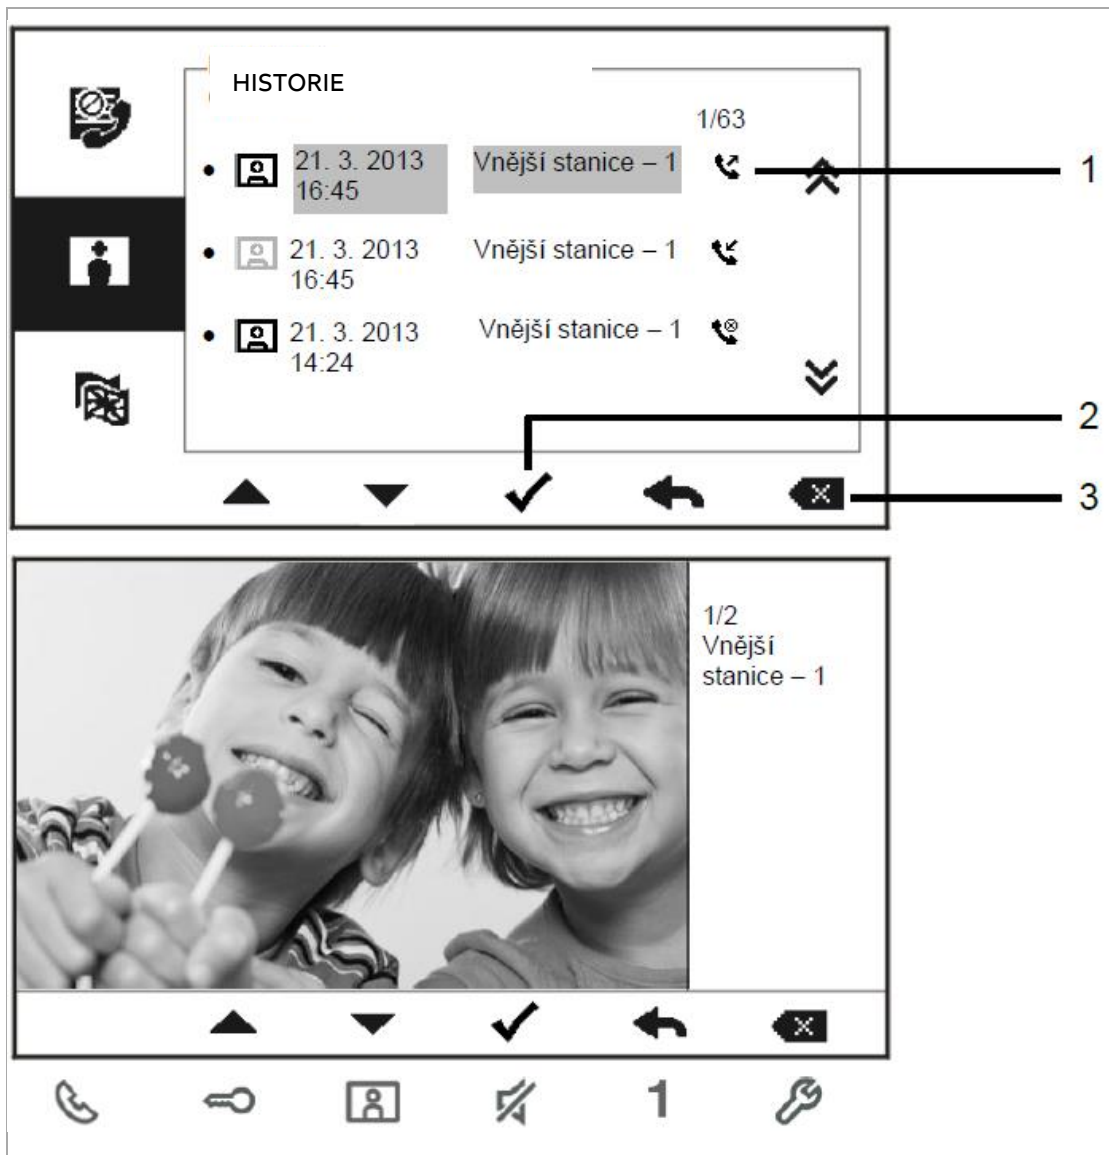 HISTORIE
1/63
21. 3. 2013 Vnější stanice – 1
16:45
1
21. 3. 2013 Vnější stanice – 1
16:45
21. 3. 2013 Vnější stanice – 1
14:24
2
3
1/2
Vnější
stanice – 1
1